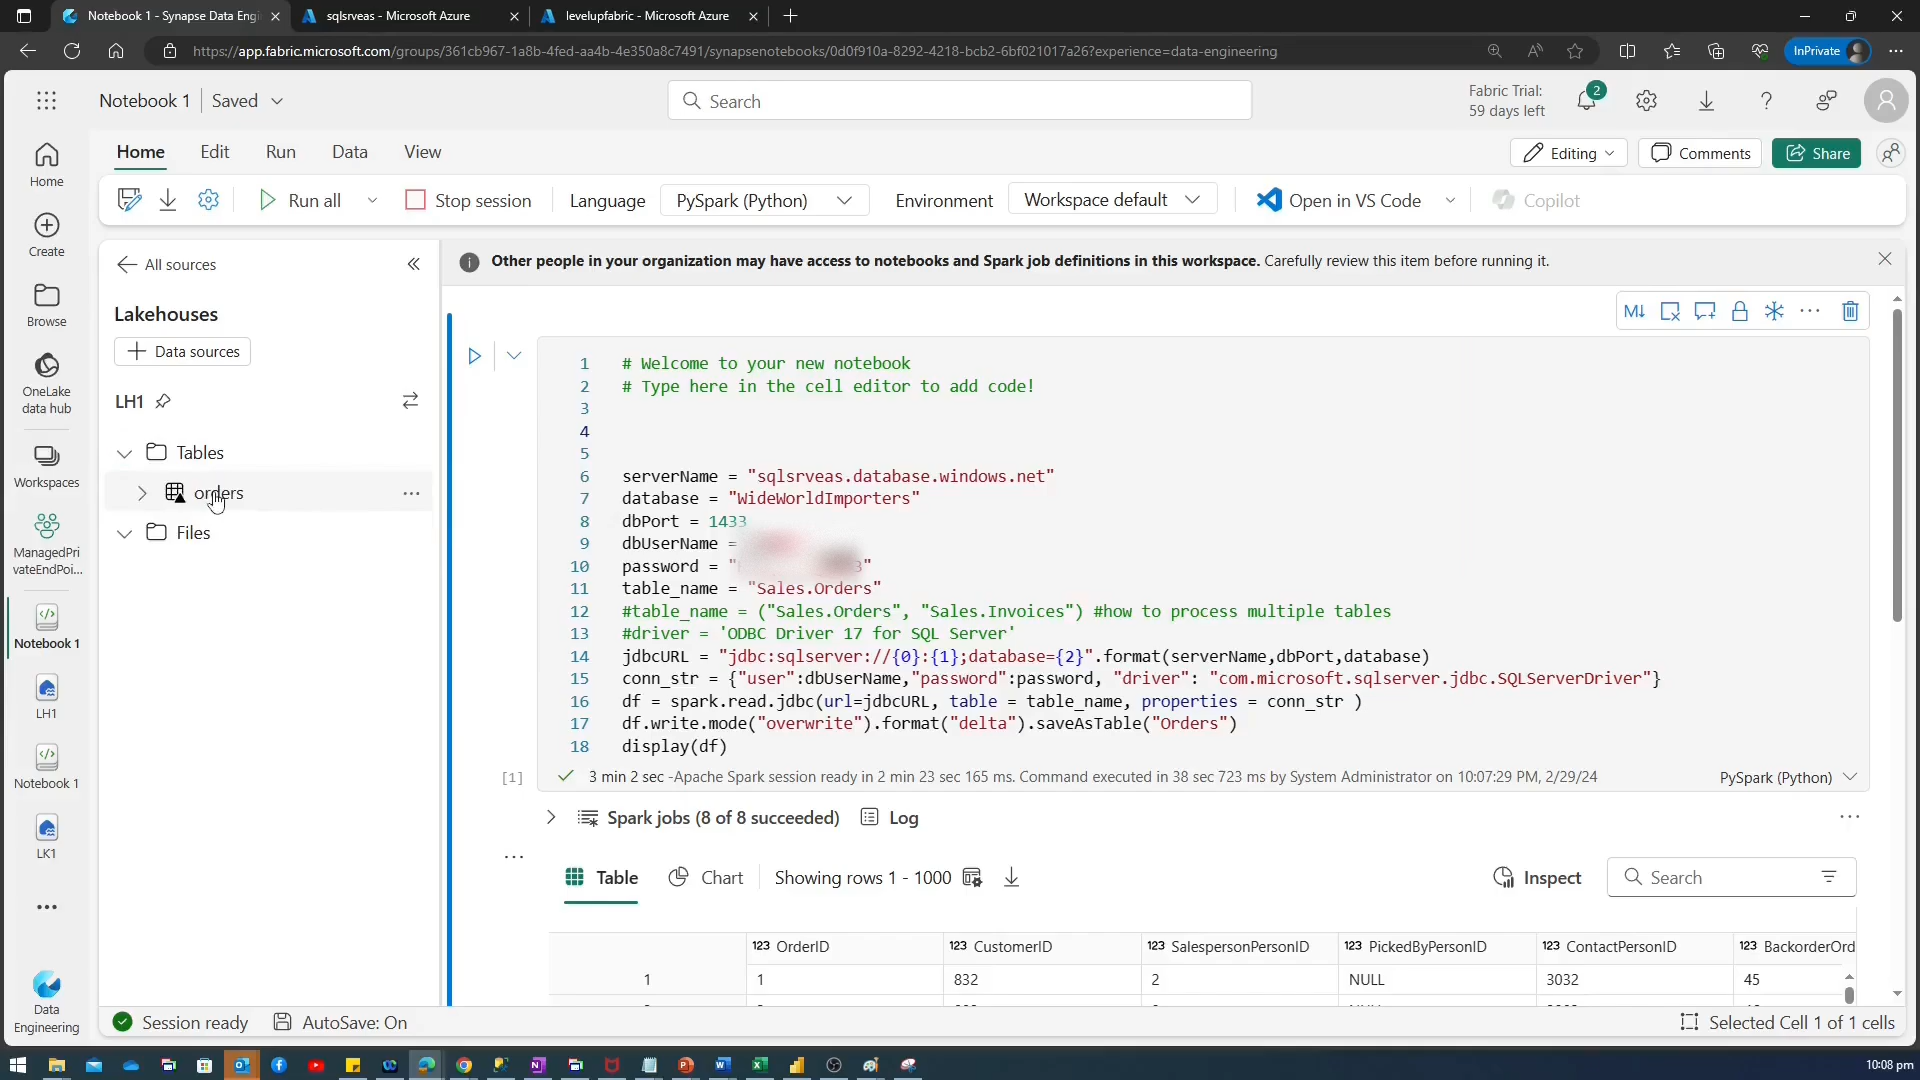 Notebook 1 - Synapse Data Engi
sqlsrveas - Microsoft Azure
levelupfabric - Microsoft Azure
https://app.fabric.microsoft.com/groups/361cb967-1a8b-4fed-aa4b-4e350a8c7491/synapsenotebooks/0d0f910a-8292-4218-bcb2-6bf021017a26?experience=data-engineering
InPrivate
Notebook 1
Saved
Search
Fabric Trial:
59 days left
2
Home
Edit
Run
Data
View
Editing
Comments
Share
Run all
Stop session
Language
PySpark (Python)
Environment
Workspace default
Open in VS Code
Copilot
Home
Create
Browse
OneLake
data hub
Workspaces
ManagedPri
vateEndPoi...
Notebook 1
LH1
Notebook 1
LK1
Data
Engineering
All sources
Lakehouses
Data sources
LH1
Tables
orders
Files
Other people in your organization may have access to notebooks and Spark job definitions in this workspace. Carefully review this item before running it.
M↓
1 # Welcome to your new notebook
2 # Type here in the cell editor to add code!
3
4
5
6 serverName = "sqlsrveas.database.windows.net"
7 database = "WideWorldImporters"
8 dbPort = 1433
9 dbUserName =
10 password = " 3"
11 table_name = "Sales.Orders"
12 #table_name = ("Sales.Orders", "Sales.Invoices") #how to process multiple tables
13 #driver = 'ODBC Driver 17 for SQL Server'
14 jdbcURL = "jdbc:sqlserver://{0}:{1};database={2}".format(serverName,dbPort,database)
15 conn_str = {"user":dbUserName,"password":password, "driver": "com.microsoft.sqlserver.jdbc.SQLServerDriver"}
16 df = spark.read.jdbc(url=jdbcURL, table = table_name, properties = conn_str )
17 df.write.mode("overwrite").format("delta").saveAsTable("Orders")
18 display(df)
[1]
3 min 2 sec -Apache Spark session ready in 2 min 23 sec 165 ms. Command executed in 38 sec 723 ms by System Administrator on 10:07:29 PM, 2/29/24
PySpark (Python)
Spark jobs (8 of 8 succeeded)
Log
Table
Chart
Showing rows 1 - 1000
Inspect
Search
123 OrderID 123 CustomerID 123 SalespersonPersonID 123 PickedByPersonID 123 ContactPersonID 123 BackorderOrd
1 1 832 2 NULL 3032 45
Session ready
AutoSave: On
Selected Cell 1 of 1 cells
10:08 pm